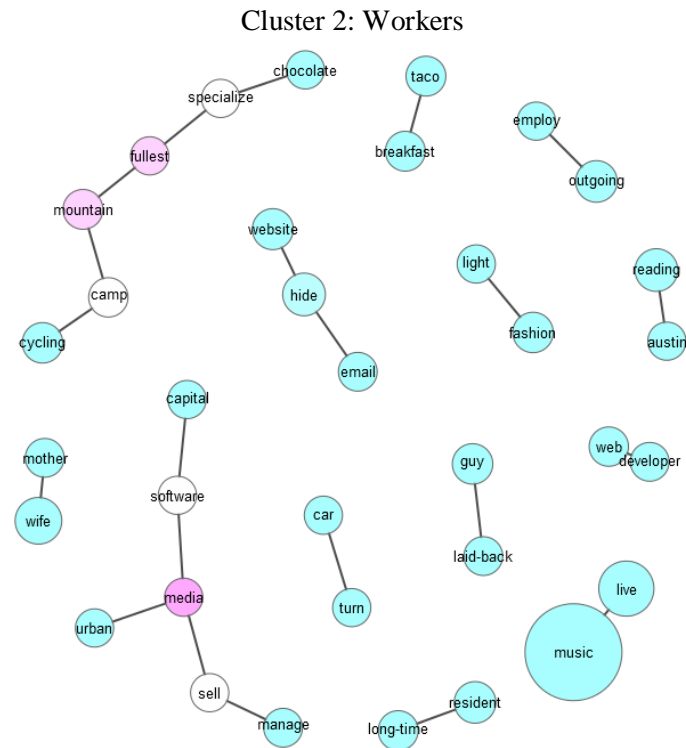 Cluster 2: Workers
chocolate
specialize
taco
employ
fullest
breakfast
outgoing
mountain
website
light
reading
hide
camp
cycling
fashion
austin
email
capital
mother
web
developer
guy
software
wife
car
laid-back
media
live
turn
urban
music
sell
resident
manage
long-time